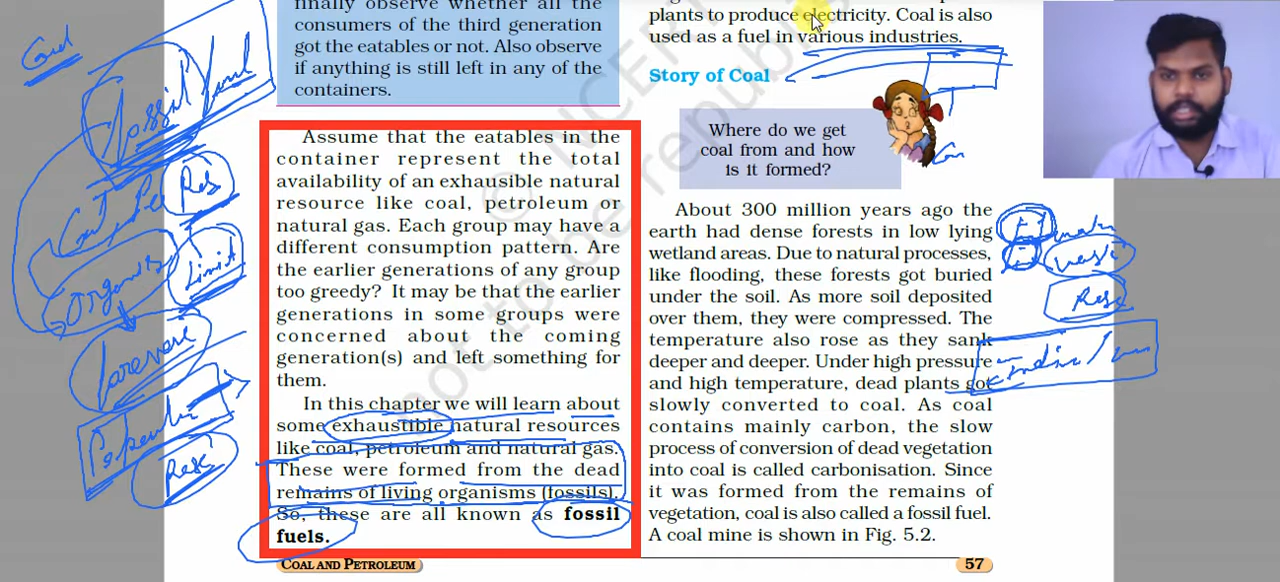 finally observe whether all the
consumers of the third generation
got the eatables or not. Also observe
if anything is still left in any of the
containers.
Assume that the eatables in the
container represent the total
availability of an exhausible natural
resource like coal, petroleum or
natural gas. Each group may have a
different consumption pattern. Are
the earlier generations of any group
too greedy? It may be that the earlier
generations in some groups were
concerned about the coming
generation(s) and left something for
them.
In this chapter we will learn about
some exhaustible natural resources
like coal, petroleum and natural gas.
These were formed from the dead
remains of living organisms (fossils).
So, these are all known as fossil
fuels.
COAL AND PETROLEUM
plants to produce electricity. Coal is also
used as a fuel in various industries.
Story of Coal
Where do we get
coal from and how
is it formed?
About 300 million years ago the
earth had dense forests in low lying
wetland areas. Due to natural processes,
like flooding, these forests got buried
under the soil. As more soil deposited
over them, they were compressed. The
temperature also rose as they sank
deeper and deeper. Under high pressure
and high temperature, dead plants got
slowly converted to coal. As coal
contains mainly carbon, the slow
process of conversion of dead vegetation
into coal is called carbonisation. Since
it was formed from the remains of
vegetation, coal is also called a fossil fuel.
A coal mine is shown in Fig. 5.2.
57
Fossil fuel
Res
Limit
Organis
Res